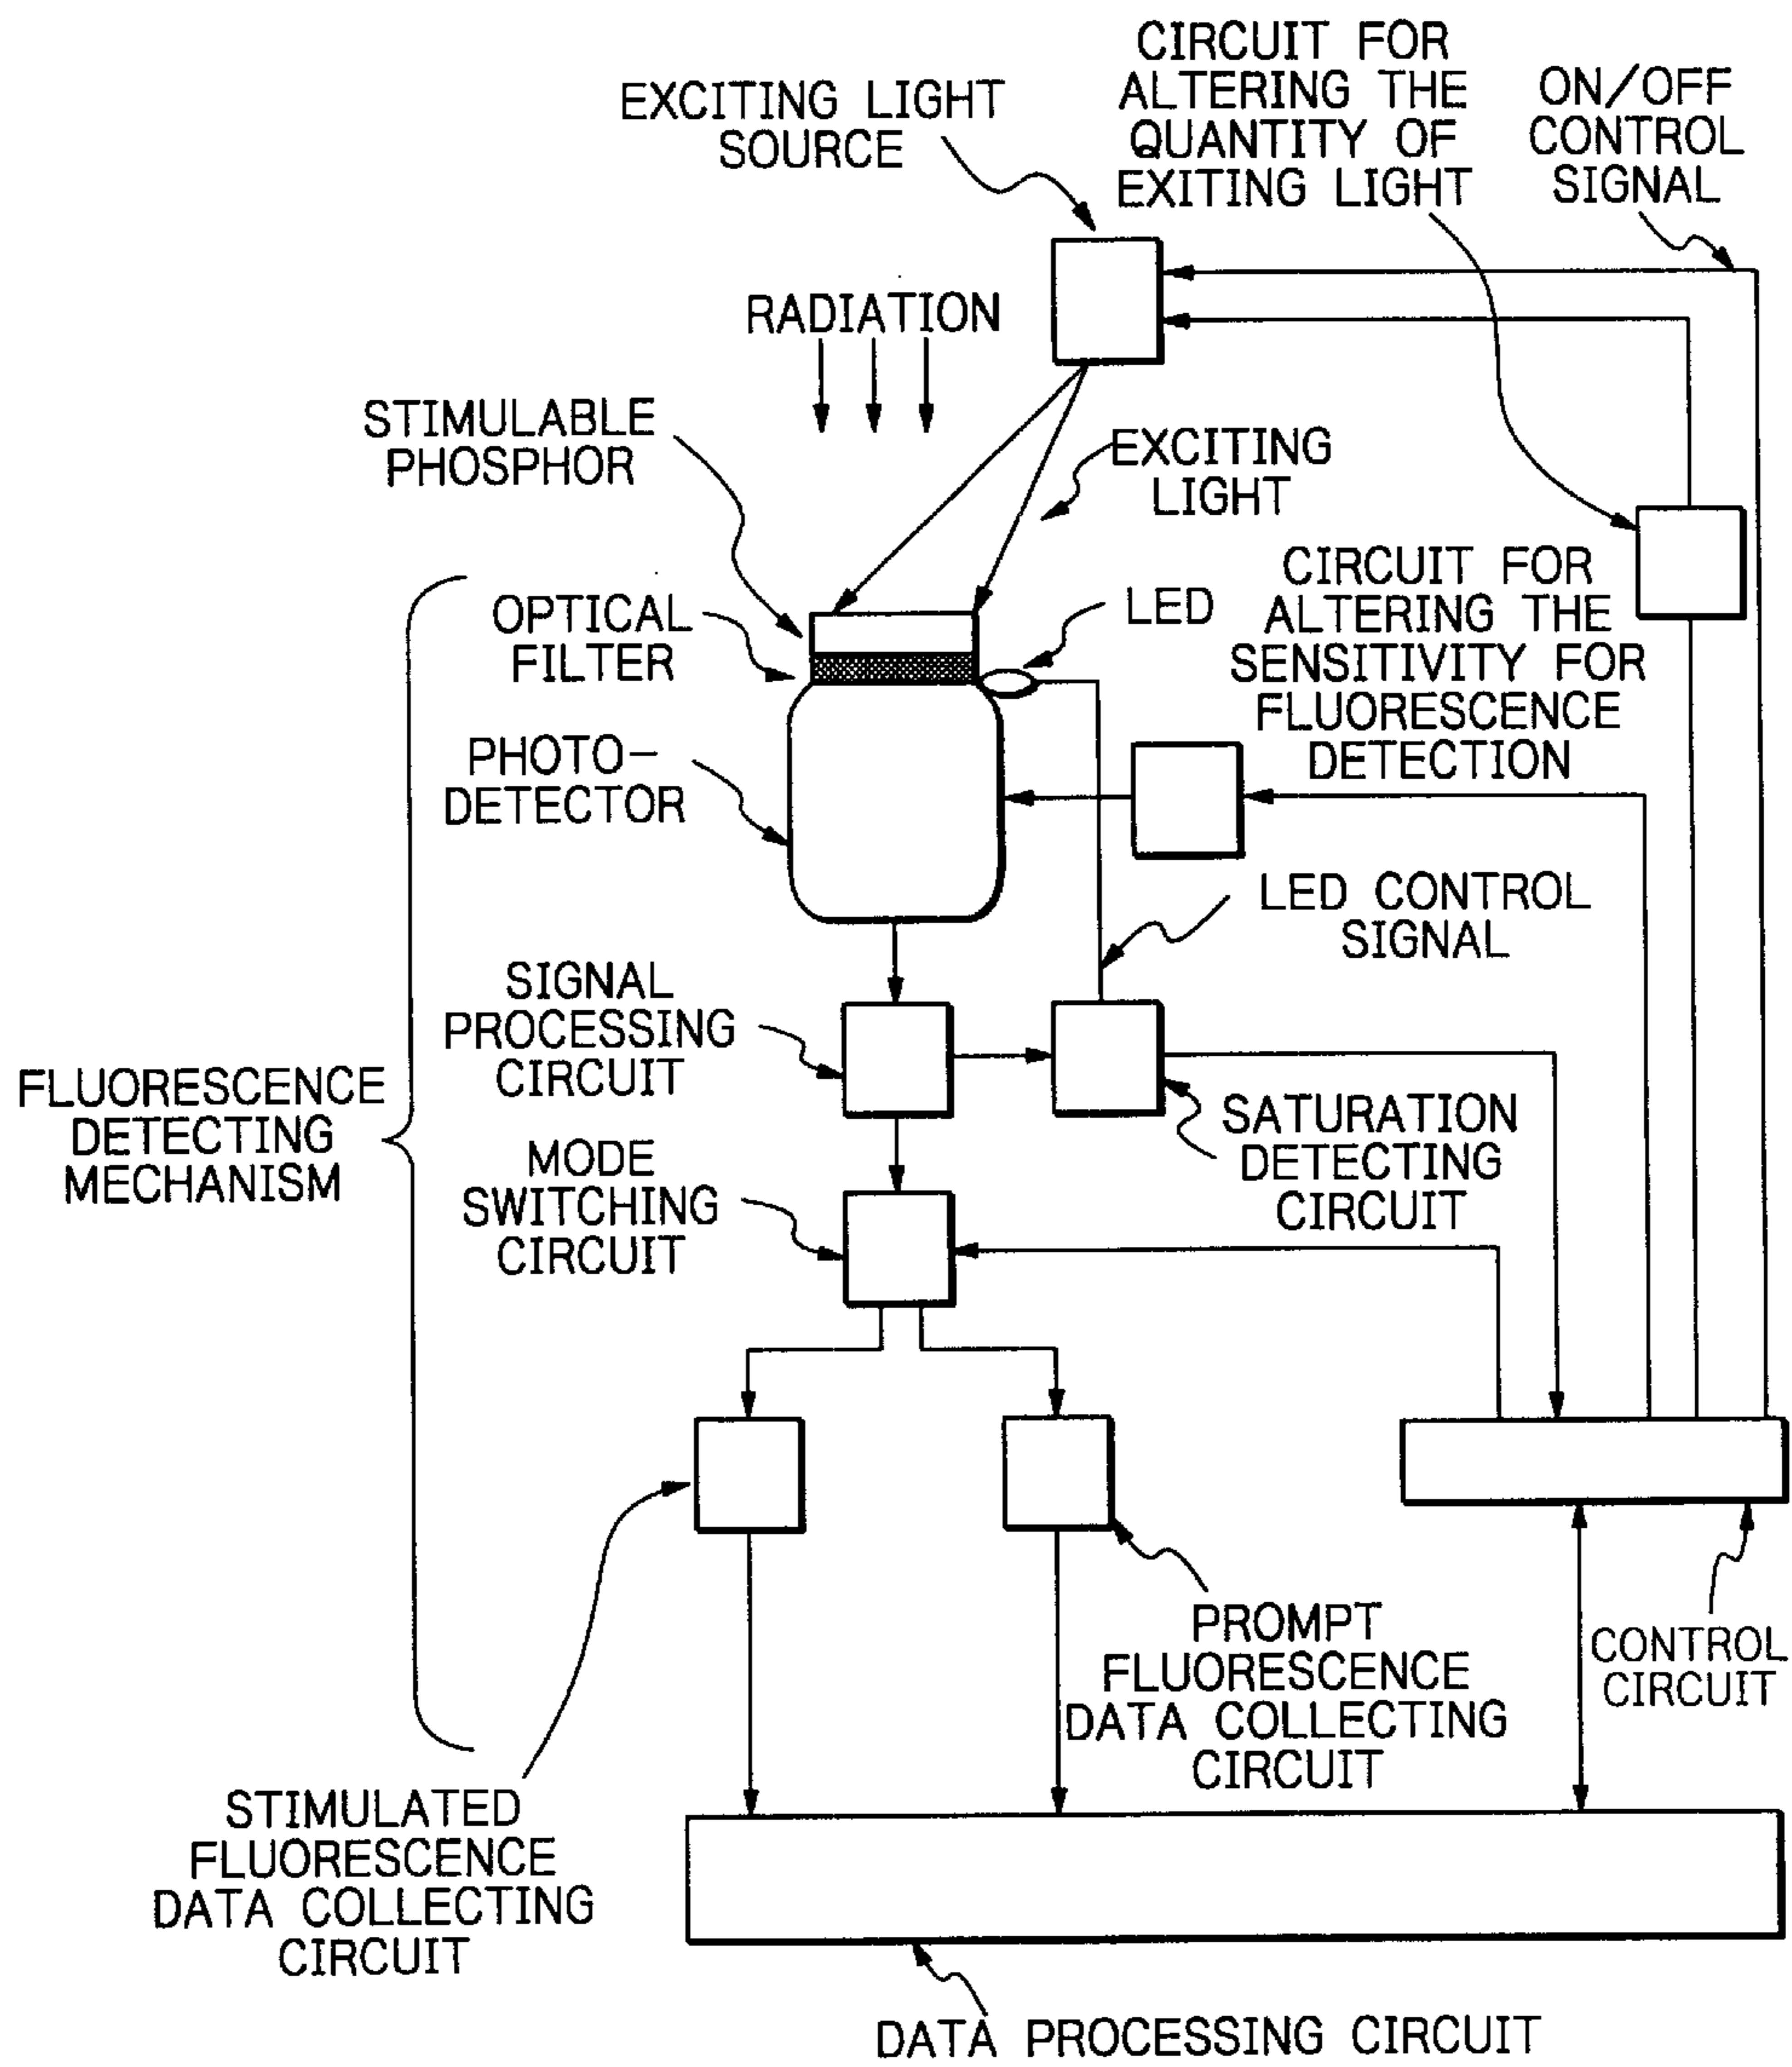 CIRCUIT FOR
ALTERING THE
QUANTITY OF
EXITING LIGHT
ON/OFF
CONTROL
SIGNAL
EXCITING LIGHT
SOURCE
RADIATION
STIMULABLE
PHOSPHOR
EXCITING
LIGHT
OPTICAL
FILTER
LED
CIRCUIT FOR
ALTERING THE
SENSITIVITY FOR
FLUORESCENCE
DETECTION
PHOTO-
DETECTOR
LED CONTROL
SIGNAL
SIGNAL
PROCESSING
CIRCUIT
FLUORESCENCE
DETECTING
MECHANISM
SATURATION
DETECTING
CIRCUIT
MODE
SWITCHING
CIRCUIT
PROMPT
FLUORESCENCE
DATA COLLECTING
CIRCUIT
CONTROL
CIRCUIT
STIMULATED
FLUORESCENCE
DATA COLLECTING
CIRCUIT
DATA PROCESSING CIRCUIT